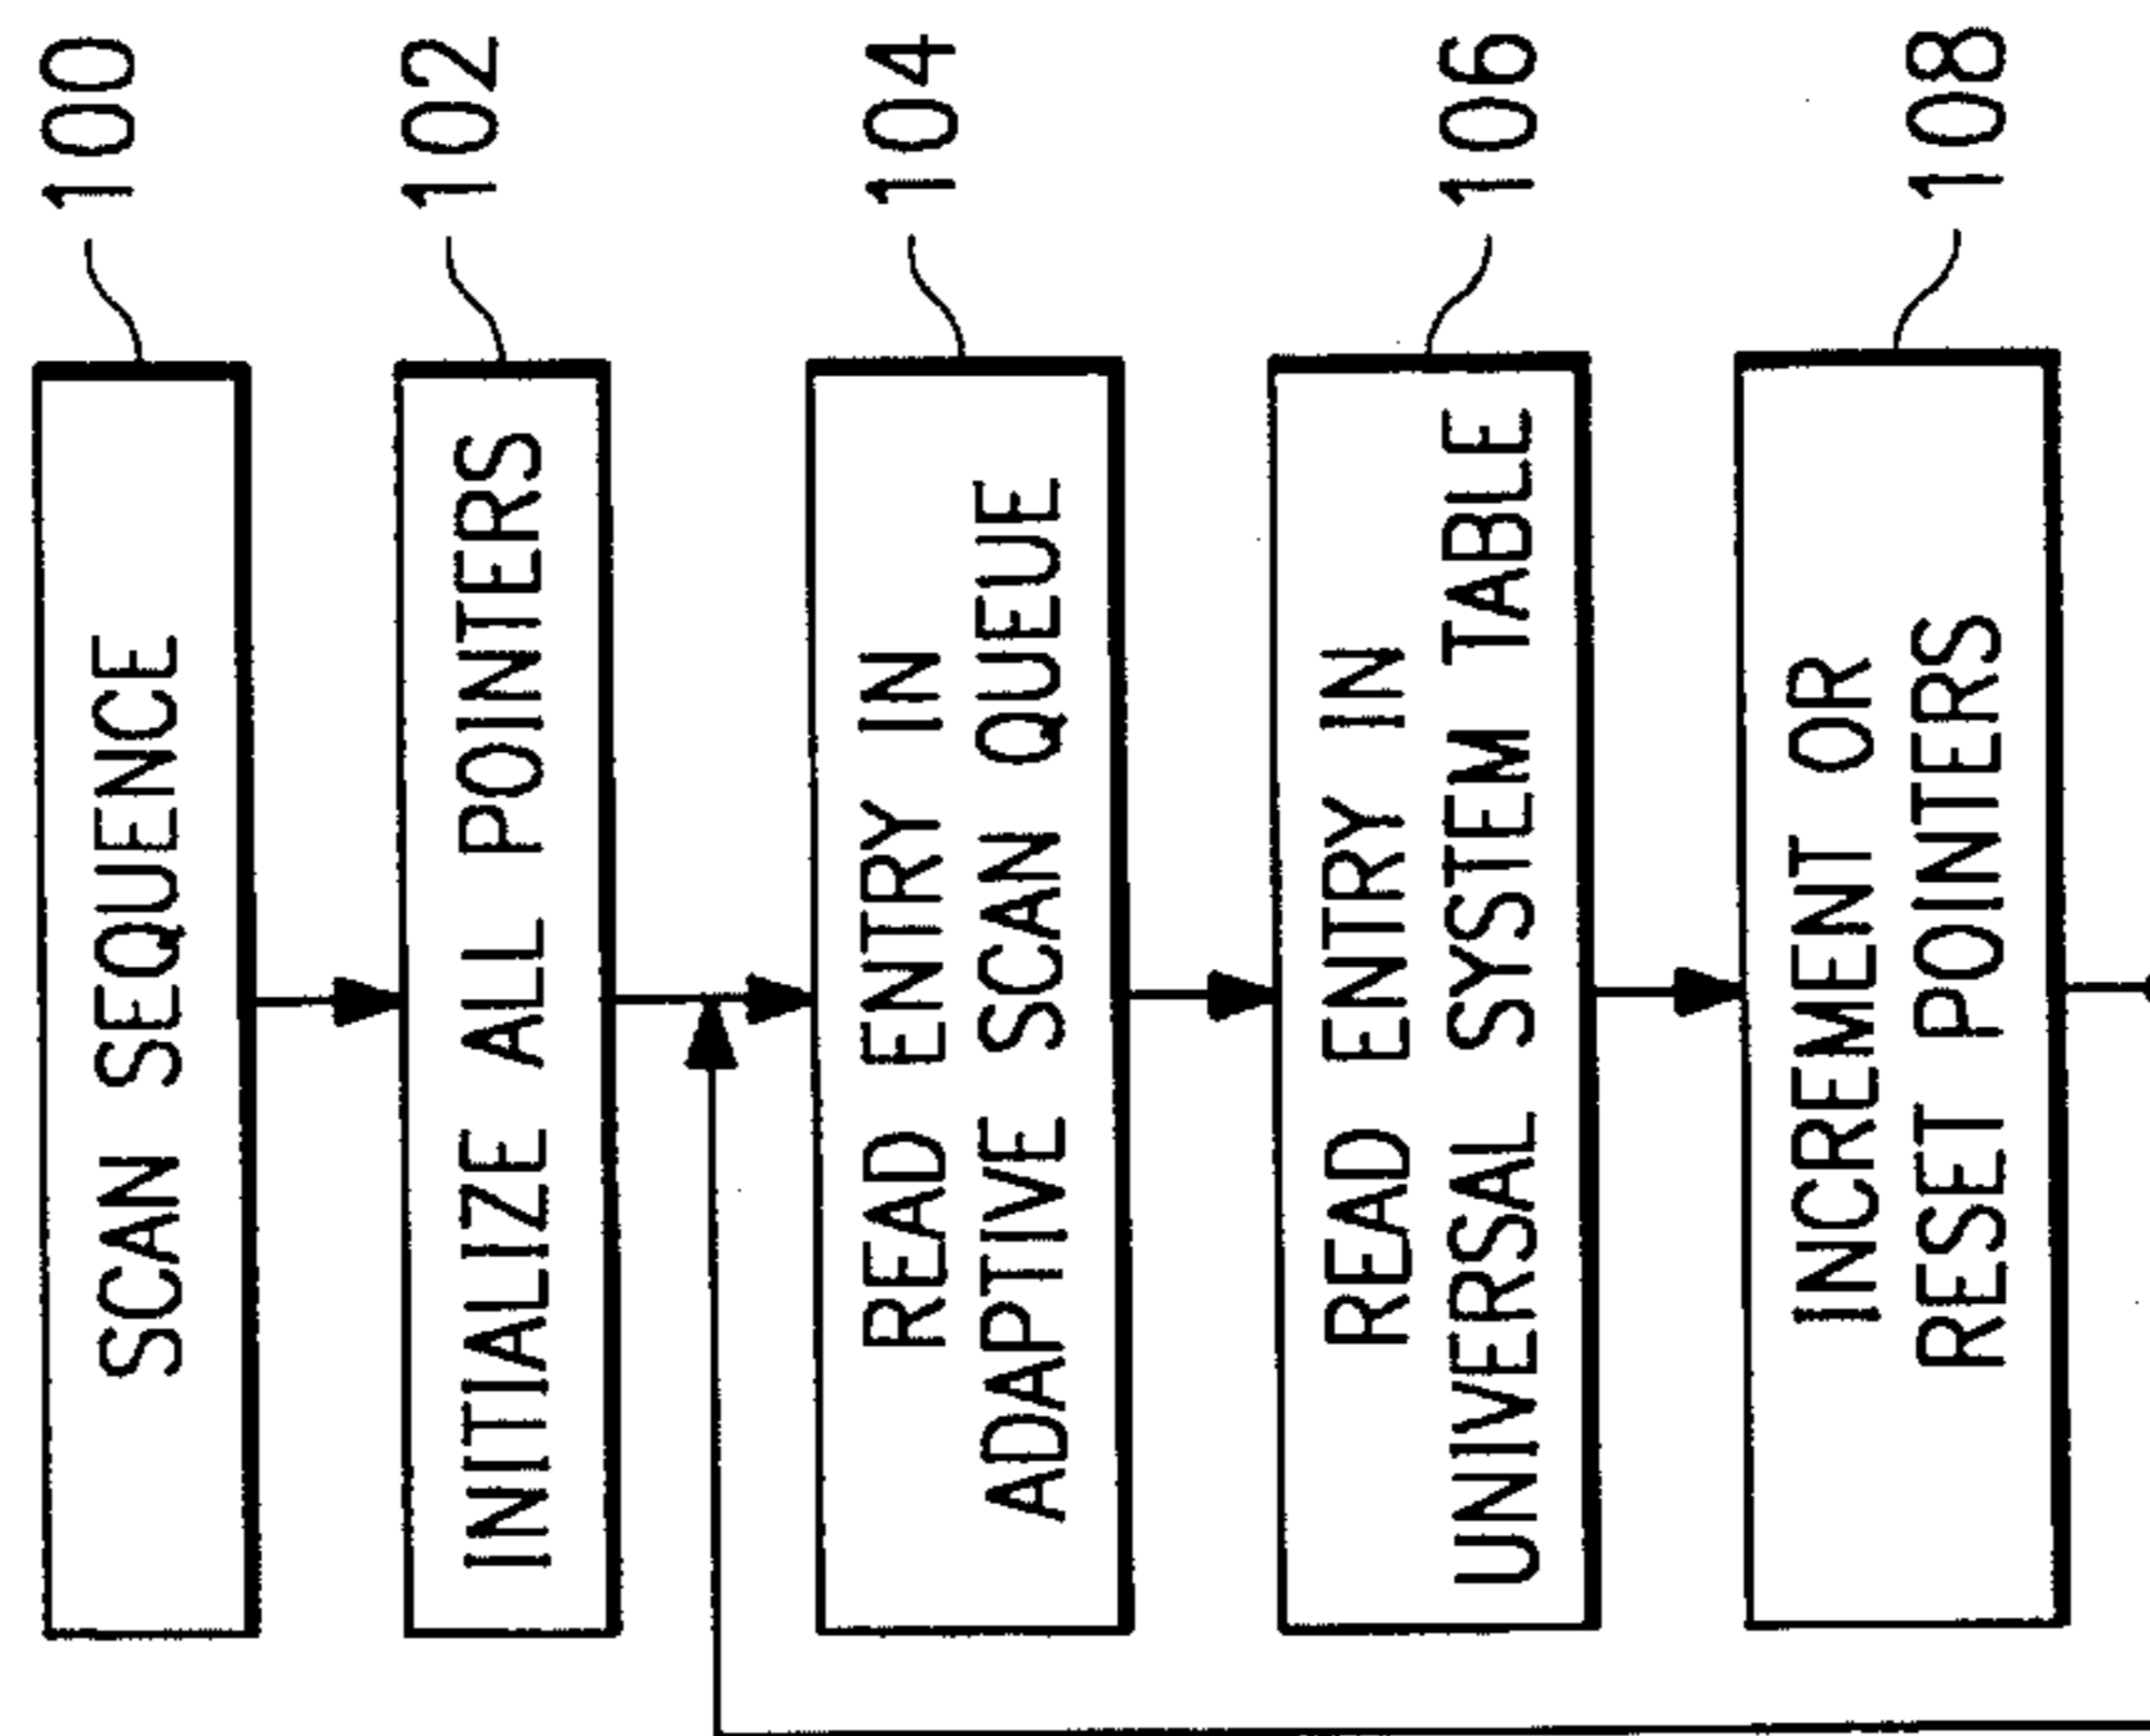 SCAN SEQUENCE
100
INITIALIZE ALL POINTERS
102
READ ENTRY IN
ADAPTIVE SCAN QUEUE
104
READ ENTRY IN
UNIVERSAL SYSTEM TABLE
106
INCREMENT OR
RESET POINTERS
108